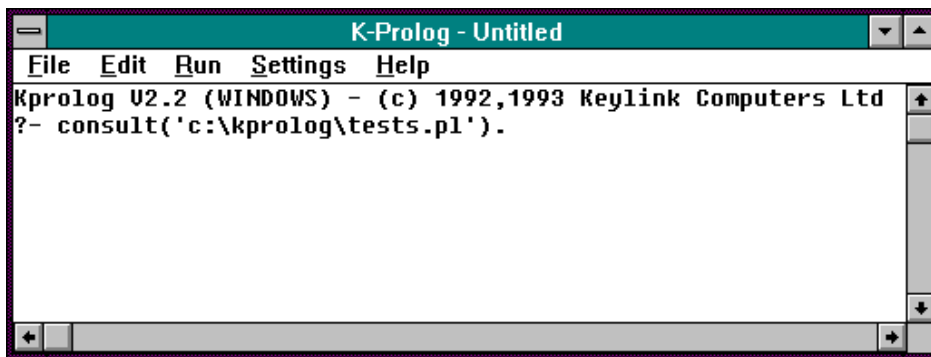 K-Prolog - Untitled
File Edit Run Settings Help
Kprolog V2.2 (WINDOWS) - (c) 1992,1993 Keylink Computers Ltd
?- consult('c:\kprolog\tests.pl').